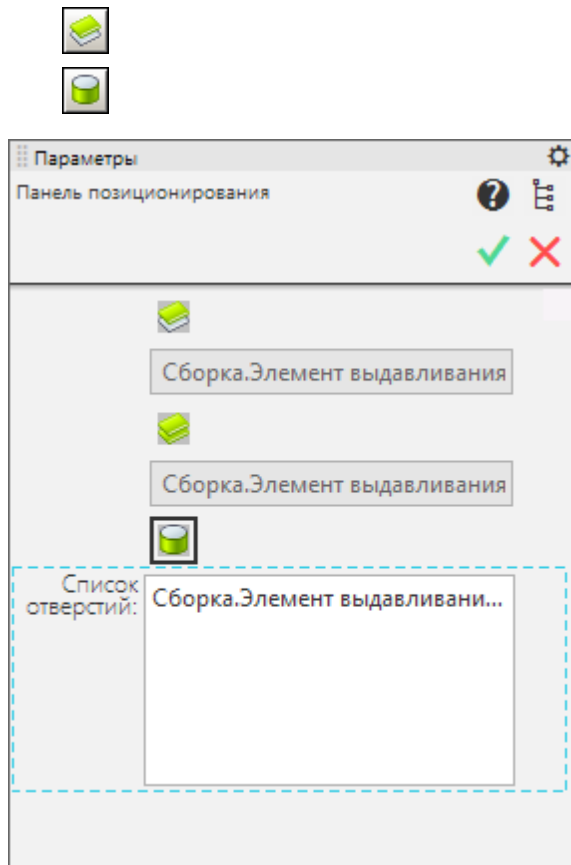 Параметры
Панель позиционирования
Сборка.Элемент выдавливания
Сборка.Элемент выдавливания
Список
отверстий:
Сборка.Элемент выдавливани...